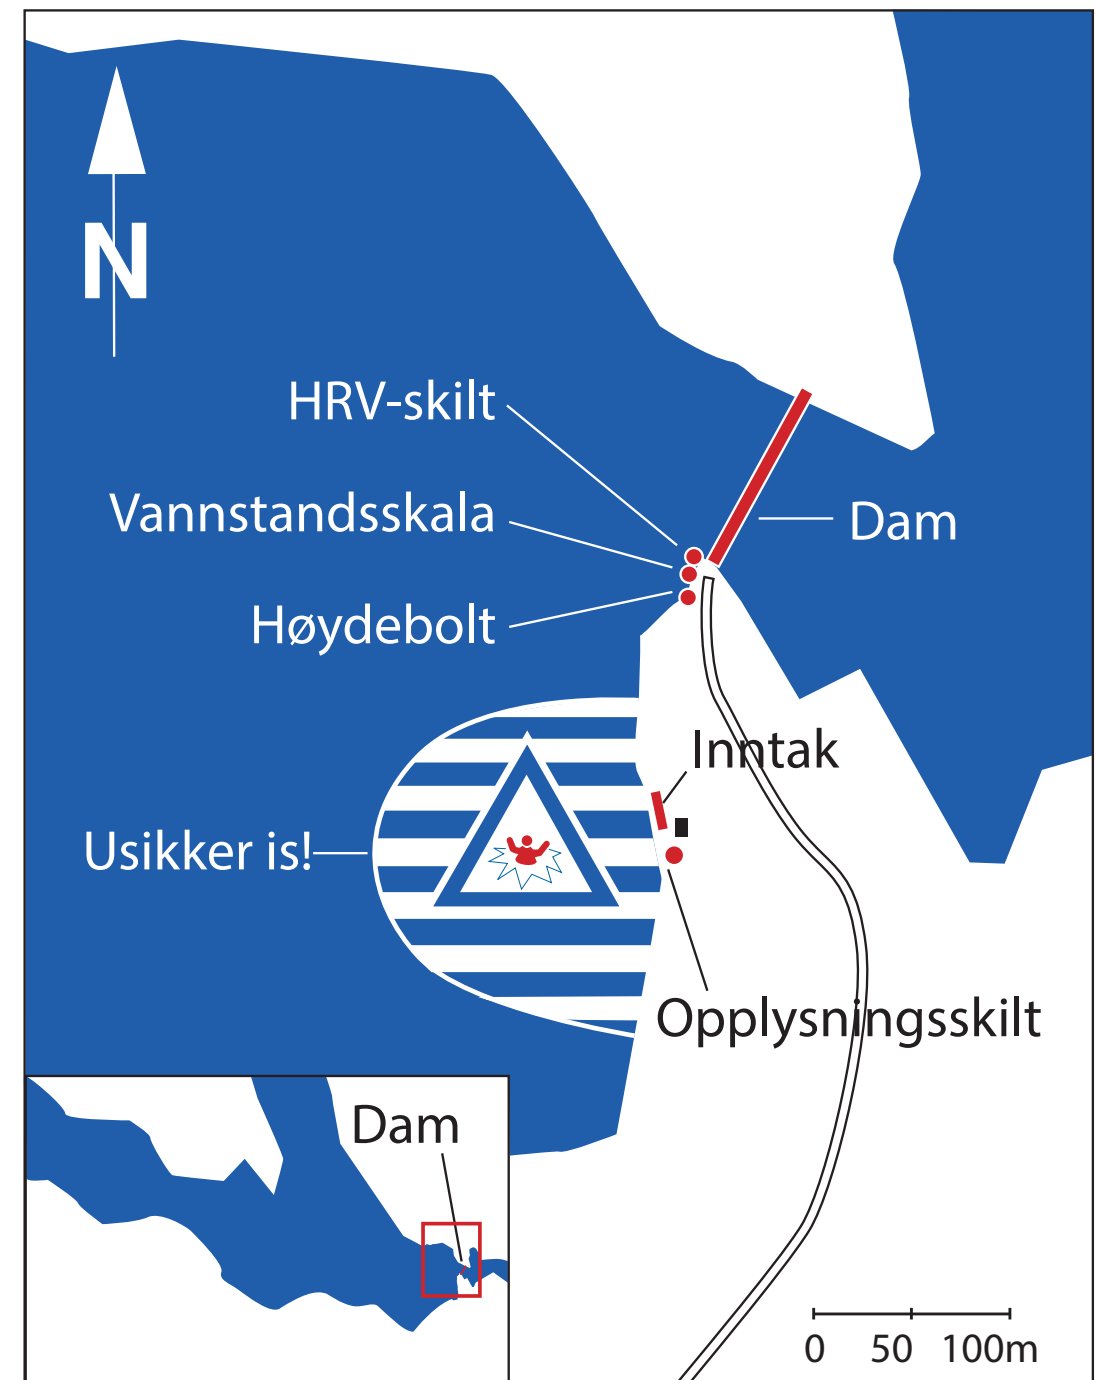 N
HRV-skilt
Vannstandsskala
Dam
Høydebolt
Inntak
Usikker is!
Opplysningsskilt
Dam
0 50 100m